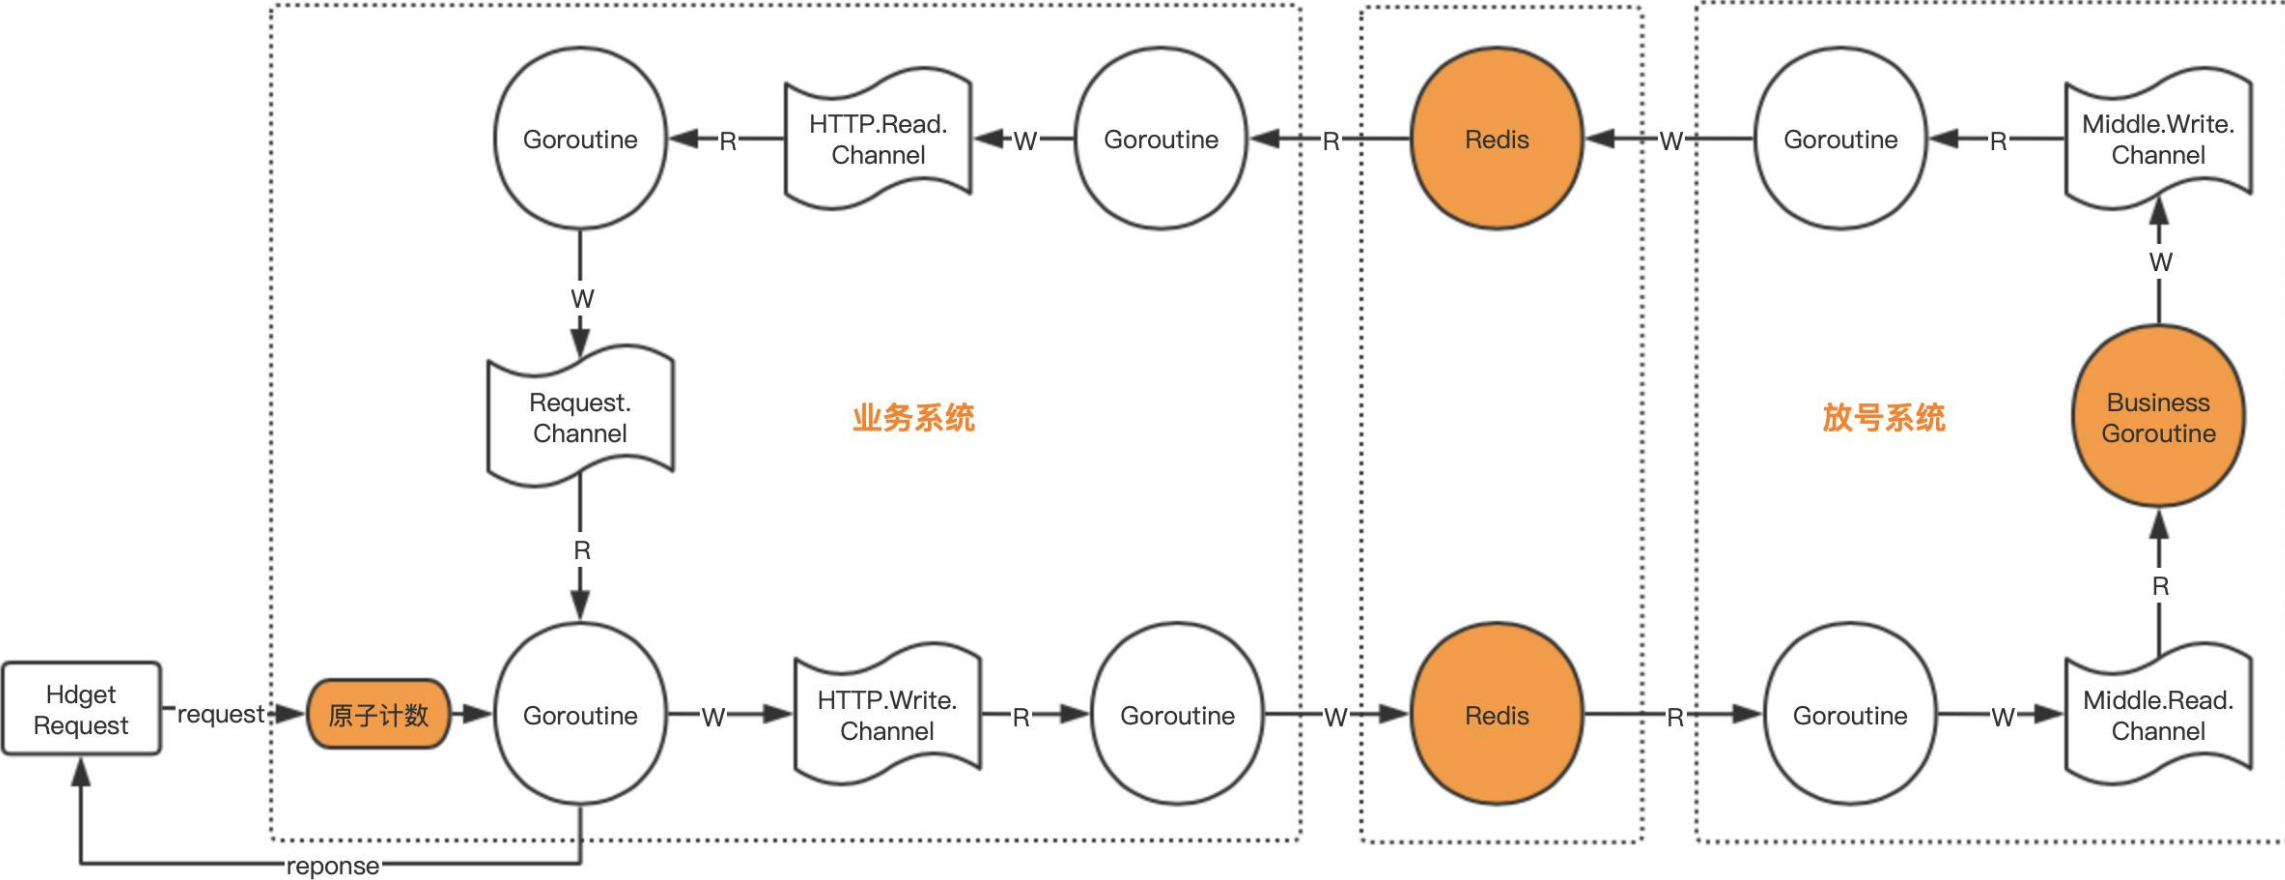 Goroutine
R
HTTP.Read.
Channel
W
Goroutine
R
Redis
W
Goroutine
R
Middle.Write.
Channel
W
W
Request.
Channel
业务系统
放号系统
Business
Goroutine
R
R
Hdget
Request
request
原子计数
Goroutine
W
HTTP.Write.
Channel
R
Goroutine
W
Redis
R
Goroutine
W
Middle.Read.
Channel
reponse